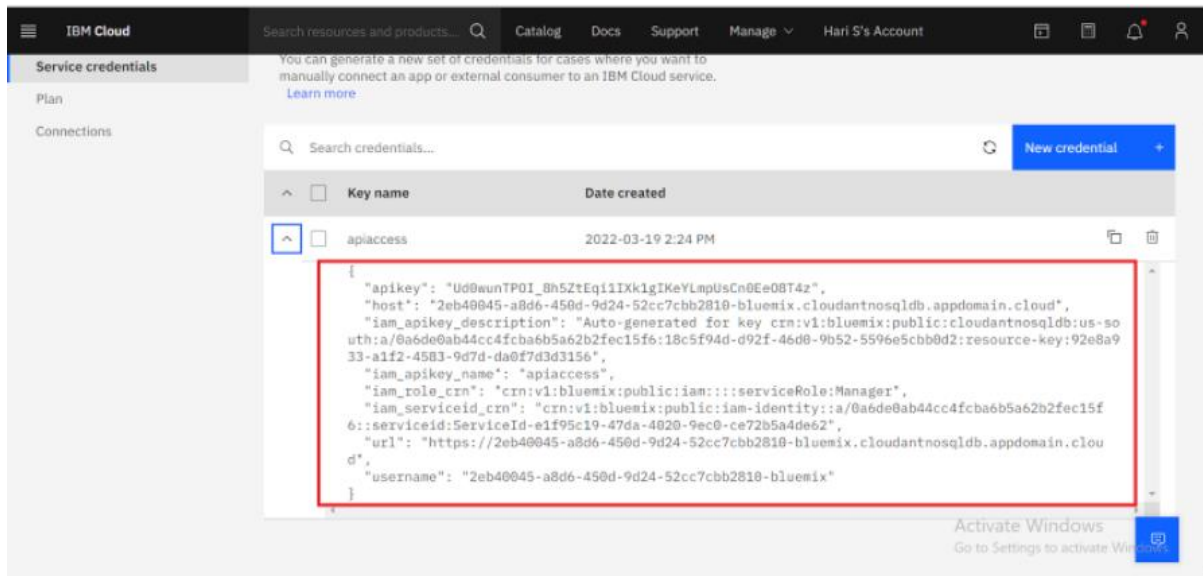 IBM Cloud
Search resources and products...
Catalog
Docs
Support
Manage
Hari S's Account
Service credentials
Plan
Connections
You can generate a new set of credentials for cases where you want to
manually connect an app or external consumer to an IBM Cloud service.
Learn more
Search credentials...
New credential +
Key name Date created
apiaccess 2022-03-19 2:24 PM
{
"apikey":
"host": "2eb40045-a8d6-450d-9d24-52cc7cbb2810-bluemix.cloudantnosqldb.appdomain.cloud",
"iam_apikey_description": "Auto-generated for key crn:v1:bluemix:public:cloudantnosqldb:us-so
uth:a/0a6de0ab44cc4fcba6b5a62b2fec15f6:18c5f94d-d92f-46d0-9b52-5596e5cbb0d2:resource-key:92e8a9
33-a1f2-4583-9d7d-da0f7d3d3156",
"iam_apikey_name": "apiaccess",
"iam_role_crn": "crn:v1:bluemix:public:iam::::serviceRole:Manager",
"iam_serviceid_crn": "crn:v1:bluemix:public:iam-identity::a/0a6de0ab44cc4fcba6b5a62b2fec15f
6::serviceid:ServiceId-e1f95c19-47da-4020-9ec0-ce72b5a4de62",
"url": "https://2eb40045-a8d6-450d-9d24-52cc7cbb2810-bluemix.cloudantnosqldb.appdomain.clou
d",
"username": "2eb40045-a8d6-450d-9d24-52cc7cbb2810-bluemix"
}
Activate Windows
Go to Settings to activate Windows.